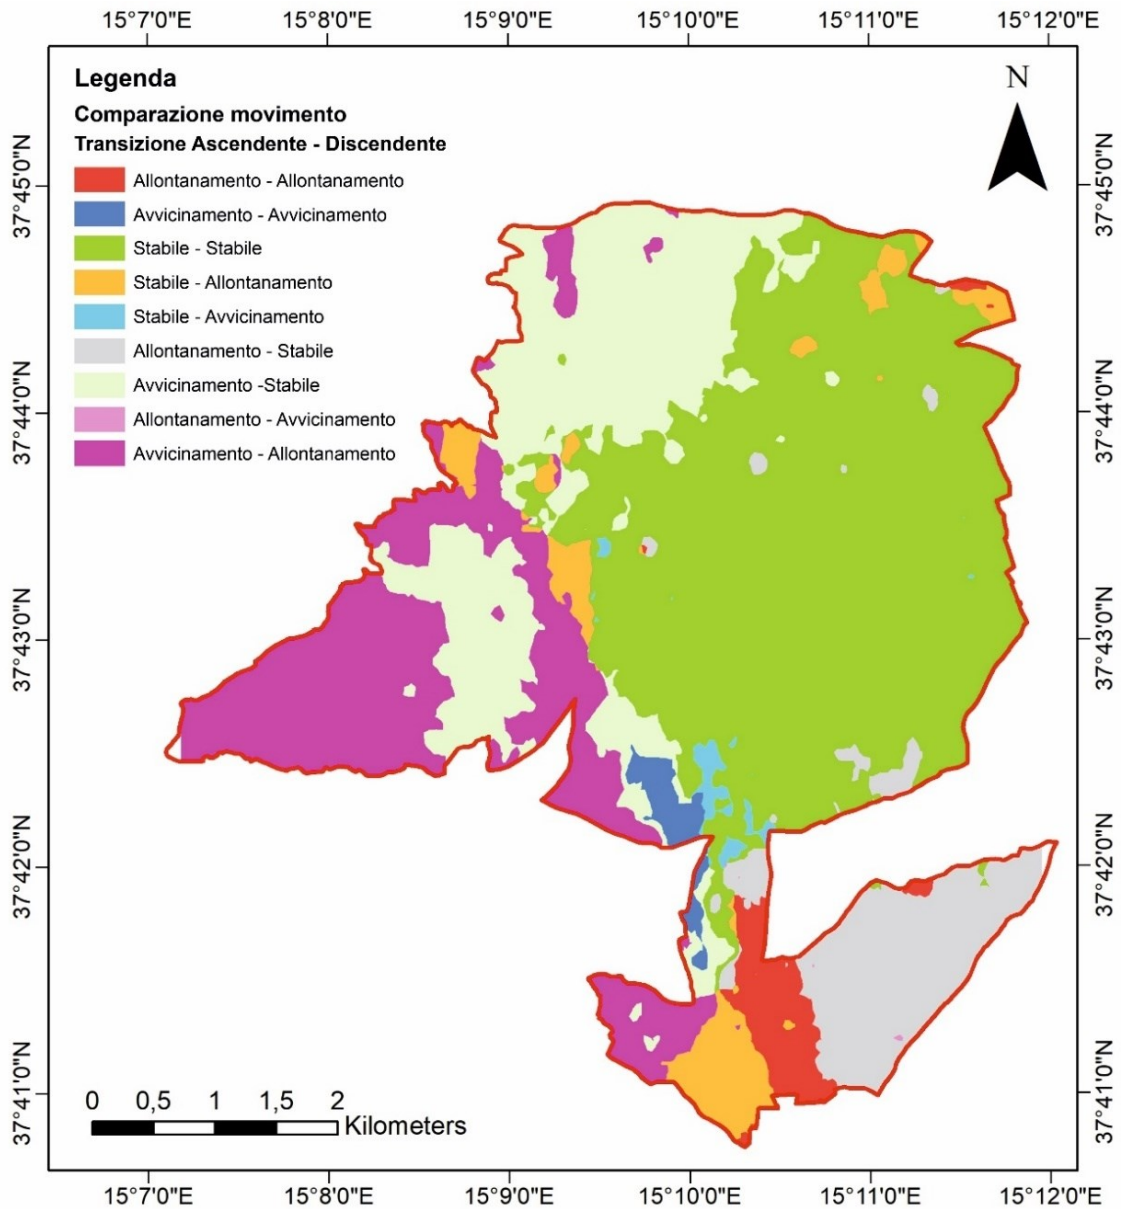 15°7'0"E 15°8'0"E 15°9'0"E 15°10'0"E 15°11'0"E 15°12'0"E
Legenda
Comparazione movimento
Transizione Ascendente - Discendente
Allontanamento - Allontanamento
Avvicinamento - Avvicinamento
Stabile - Stabile
Stabile - Allontanamento
Stabile - Avvicinamento
Allontanamento - Stabile
Avvicinamento -Stabile
Allontanamento - Avvicinamento
Avvicinamento - Allontanamento
N
37°45'0"N
37°44'0"N
37°43'0"N
37°42'0"N
37°41'0"N
37°45'0"N
37°44'0"N
37°43'0"N
37°42'0"N
37°41'0"N
0 0,5 1 1,5 2
Kilometers
15°7'0"E 15°8'0"E 15°9'0"E 15°10'0"E 15°11'0"E 15°12'0"E